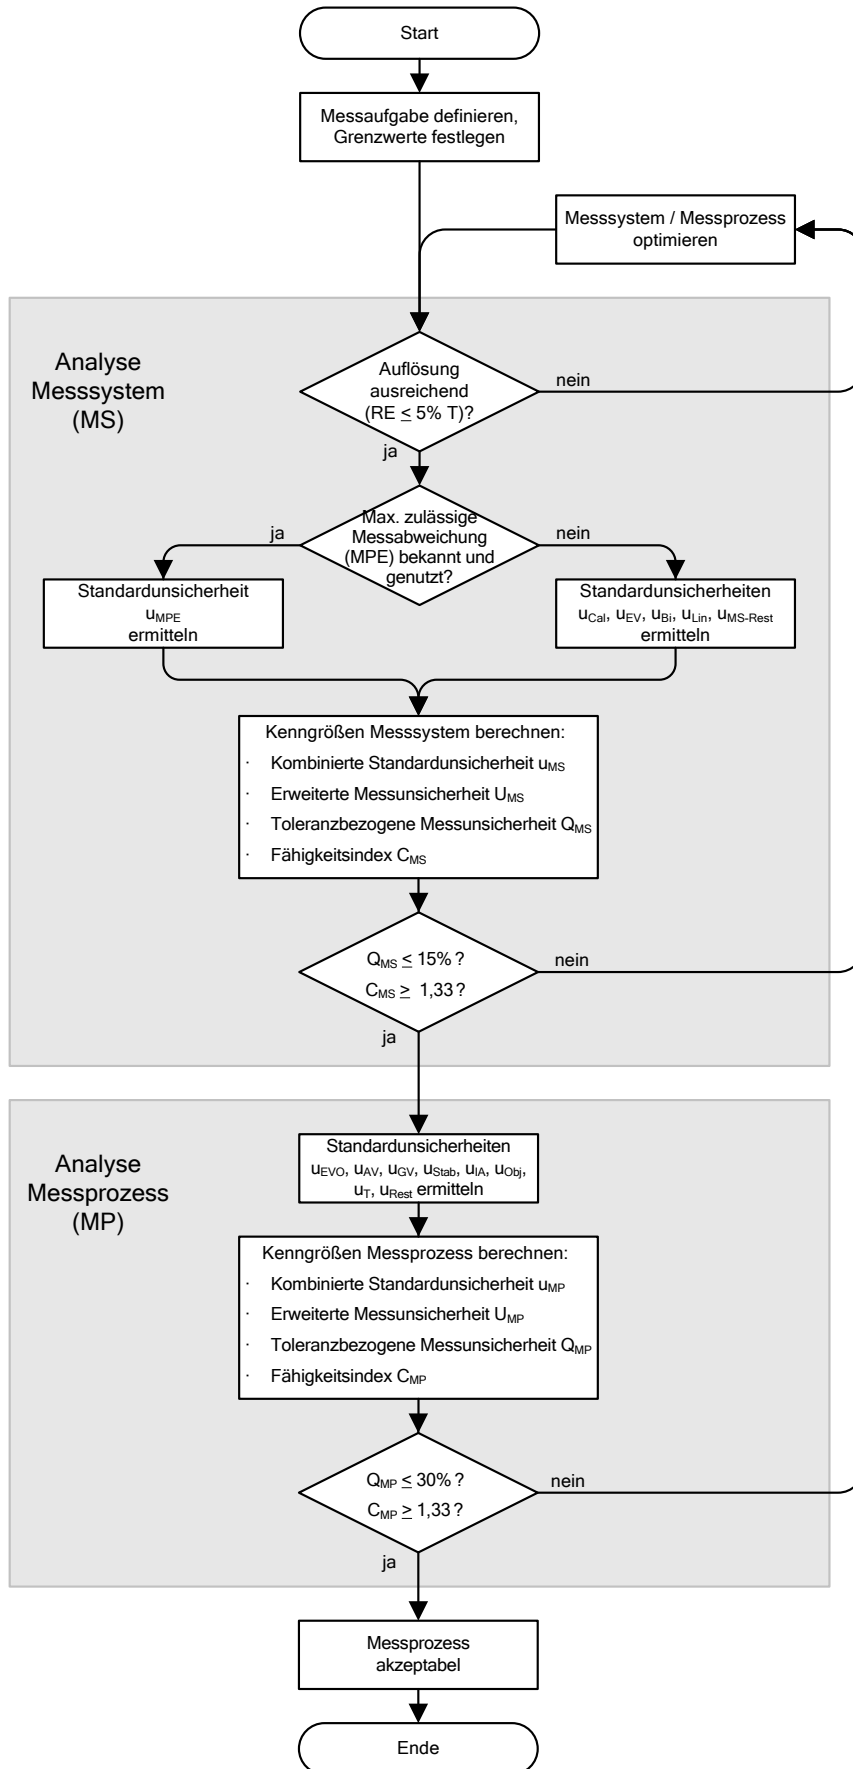 Start
Messaufgabe definieren,
Grenzwerte festlegen
Messsystem / Messprozess
optimieren
Analyse
Messsystem
(MS)
Auflösung
ausreichend
(RE ≤ 5% T)?
nein
ja
Max. zulässige
Messabweichung
(MPE) bekannt und
genutzt?
ja
nein
Standardunsicherheit
uMPE
ermitteln
Standardunsicherheiten
uCal, uEV, uBi, uLin, uMS-Rest
ermitteln
Kenngrößen Messsystem berechnen:
· Kombinierte Standardunsicherheit uMS
· Erweiterte Messunsicherheit UMS
· Toleranzbezogene Messunsicherheit QMS
· Fähigkeitsindex CMS
QMS ≤ 15% ?
CMS ≥ 1,33 ?
nein
ja
Analyse
Messprozess
(MP)
Standardunsicherheiten
uEVO, uAV, uGV, uStab, uIA, uObj,
uT, uRest ermitteln
Kenngrößen Messprozess berechnen:
· Kombinierte Standardunsicherheit uMP
· Erweiterte Messunsicherheit UMP
· Toleranzbezogene Messunsicherheit QMP
· Fähigkeitsindex CMP
QMP ≤ 30% ?
CMP ≥ 1,33 ?
nein
ja
Messprozess
akzeptabel
Ende